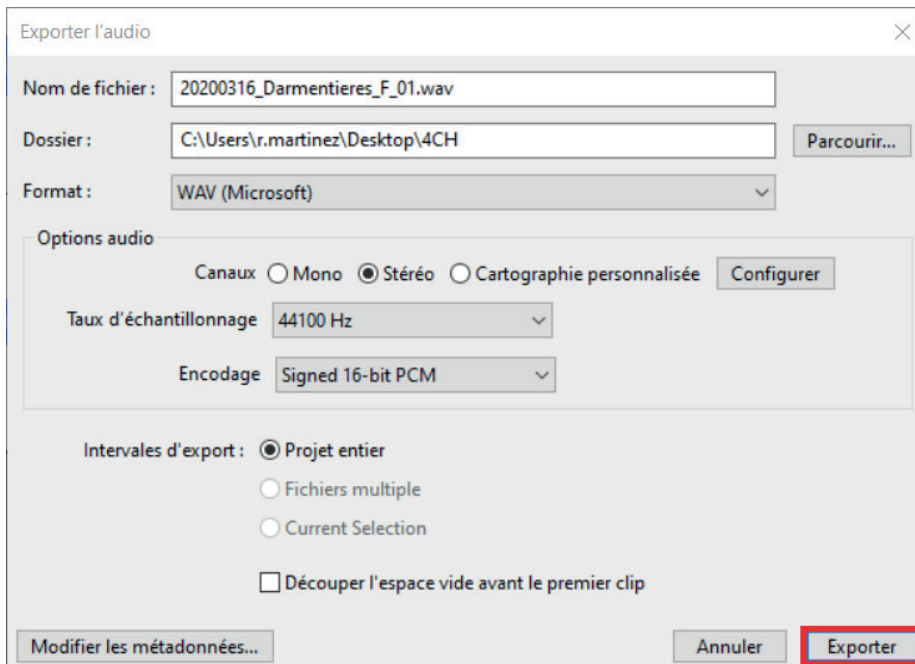 Exporter l'audio
Nom de fichier : 20200316_Darmentieres_F_01.wav
Dossier : C:\Users\r.martinez\Desktop\4CH Parcourir...
Format : WAV (Microsoft)
Options audio
Canaux Mono Stéréo Cartographie personnalisée Configurer
Taux d'échantillonnage 44100 Hz
Encodage Signed 16-bit PCM
Intervales d'export : Projet entier
Fichiers multiple
Current Selection
Découper l'espace vide avant le premier clip
Modifier les métadonnées... Annuler Exporter